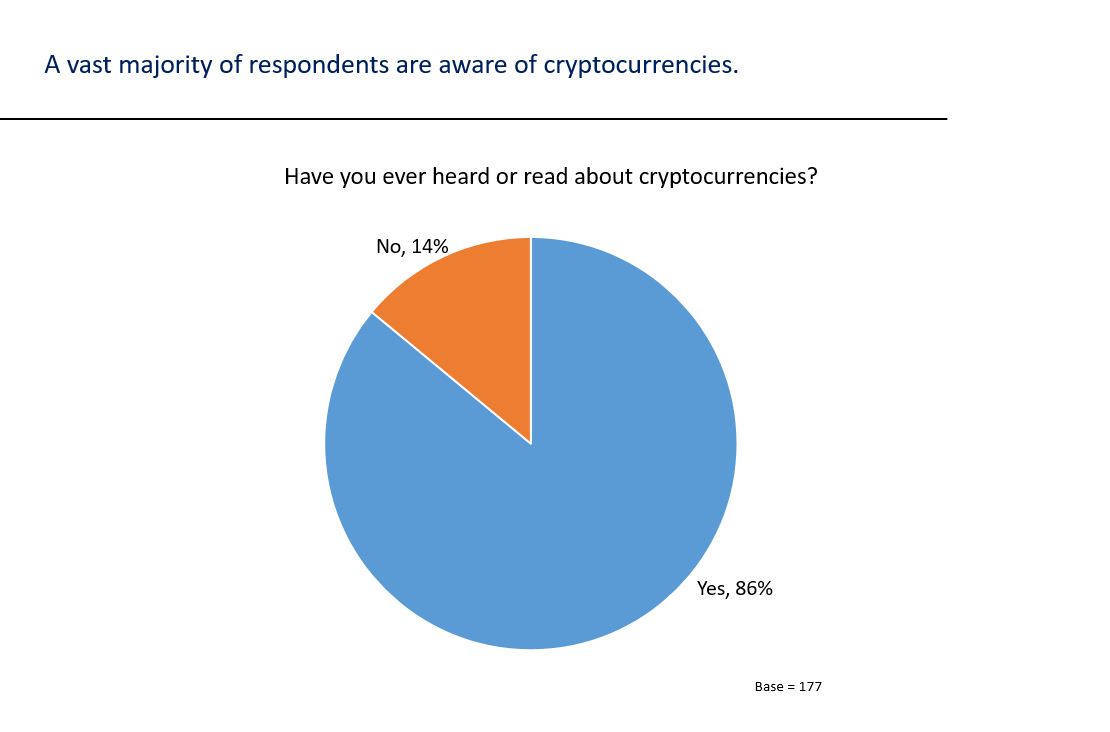 A vast majority of respondents are aware of cryptocurrencies.
Have you ever heard or read about cryptocurrencies?
No, 14%
Yes, 86%
Base = 177